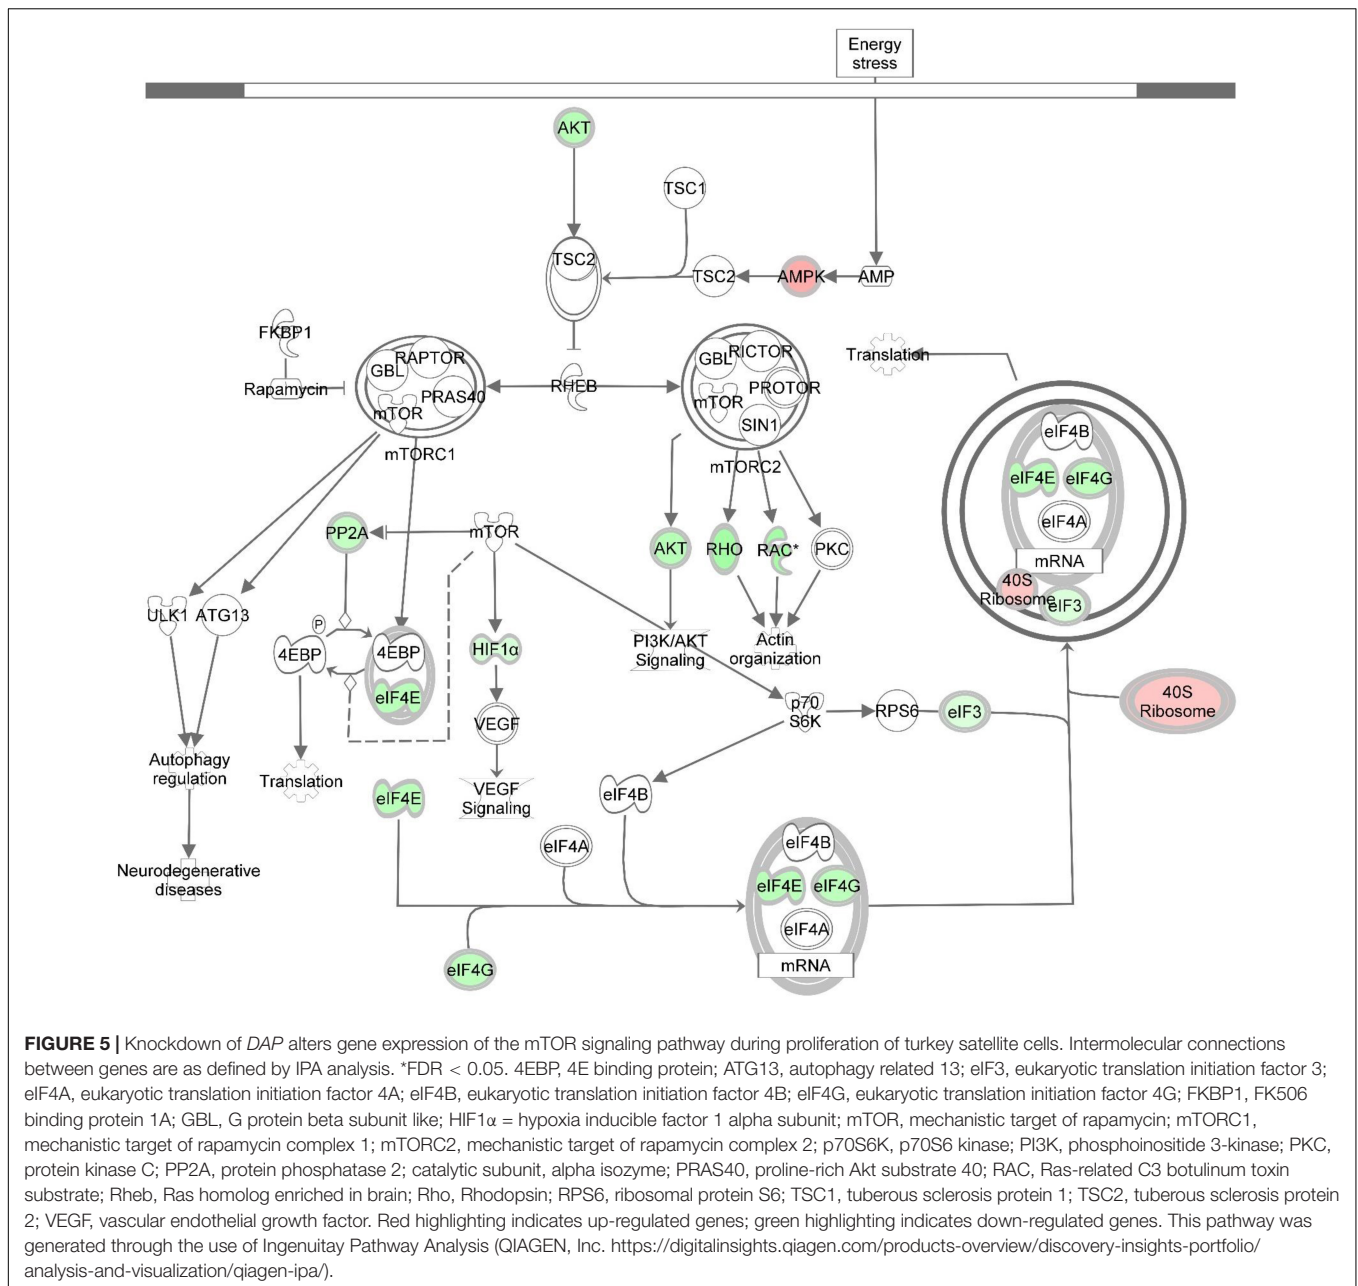 Energy
stress
AKT
TSC1
TSC2
TSC2
AMPK
AMP
FKBP1
Rapamycin
GBL
RAPTOR
mTOR
PRAS40
mTORC1
RHEB
GBL
RICTOR
mTOR
PROTOR
SIN1
mTORC2
Translation
eIF4B
eIF4E
eIF4G
eIF4A
mRNA
40S
Ribosome
eIF3
PP2A
mTOR
AKT
RHO
RAC*
PKC
ULK1
ATG13
P
4EBP
4EBP
eIF4E
HIF1α
PI3K/AKT
Signaling
Actin
organization
VEGF
p70
S6K
RPS6
eIF3
40S
Ribosome
Autophagy
regulation
Translation
eIF4E
VEGF
Signaling
eIF4B
eIF4A
Neurodegenerative
diseases
eIF4B
eIF4E
eIF4G
eIF4A
mRNA
eIF4G
FIGURE 5 | Knockdown of DAP alters gene expression of the mTOR signaling pathway during proliferation of turkey satellite cells. Intermolecular connections
between genes are as defined by IPA analysis. *FDR < 0.05. 4EBP, 4E binding protein; ATG13, autophagy related 13; eIF3, eukaryotic translation initiation factor 3;
eIF4A, eukaryotic translation initiation factor 4A; eIF4B, eukaryotic translation initiation factor 4B; eIF4G, eukaryotic translation initiation factor 4G; FKBP1, FK506
binding protein 1A; GBL, G protein beta subunit like; HIF1α = hypoxia inducible factor 1 alpha subunit; mTOR, mechanistic target of rapamycin; mTORC1,
mechanistic target of rapamycin complex 1; mTORC2, mechanistic target of rapamycin complex 2; p70S6K, p70S6 kinase; PI3K, phosphoinositide 3-kinase; PKC,
protein kinase C; PP2A, protein phosphatase 2; catalytic subunit, alpha isozyme; PRAS40, proline-rich Akt substrate 40; RAC, Ras-related C3 botulinum toxin
substrate; Rheb, Ras homolog enriched in brain; Rho, Rhodopsin; RPS6, ribosomal protein S6; TSC1, tuberous sclerosis protein 1; TSC2, tuberous sclerosis protein
2; VEGF, vascular endothelial growth factor. Red highlighting indicates up-regulated genes; green highlighting indicates down-regulated genes. This pathway was
generated through the use of Ingenuitay Pathway Analysis (QIAGEN, Inc. https://digitalinsights.qiagen.com/products-overview/discovery-insights-portfolio/
analysis-and-visualization/qiagen-ipa/).